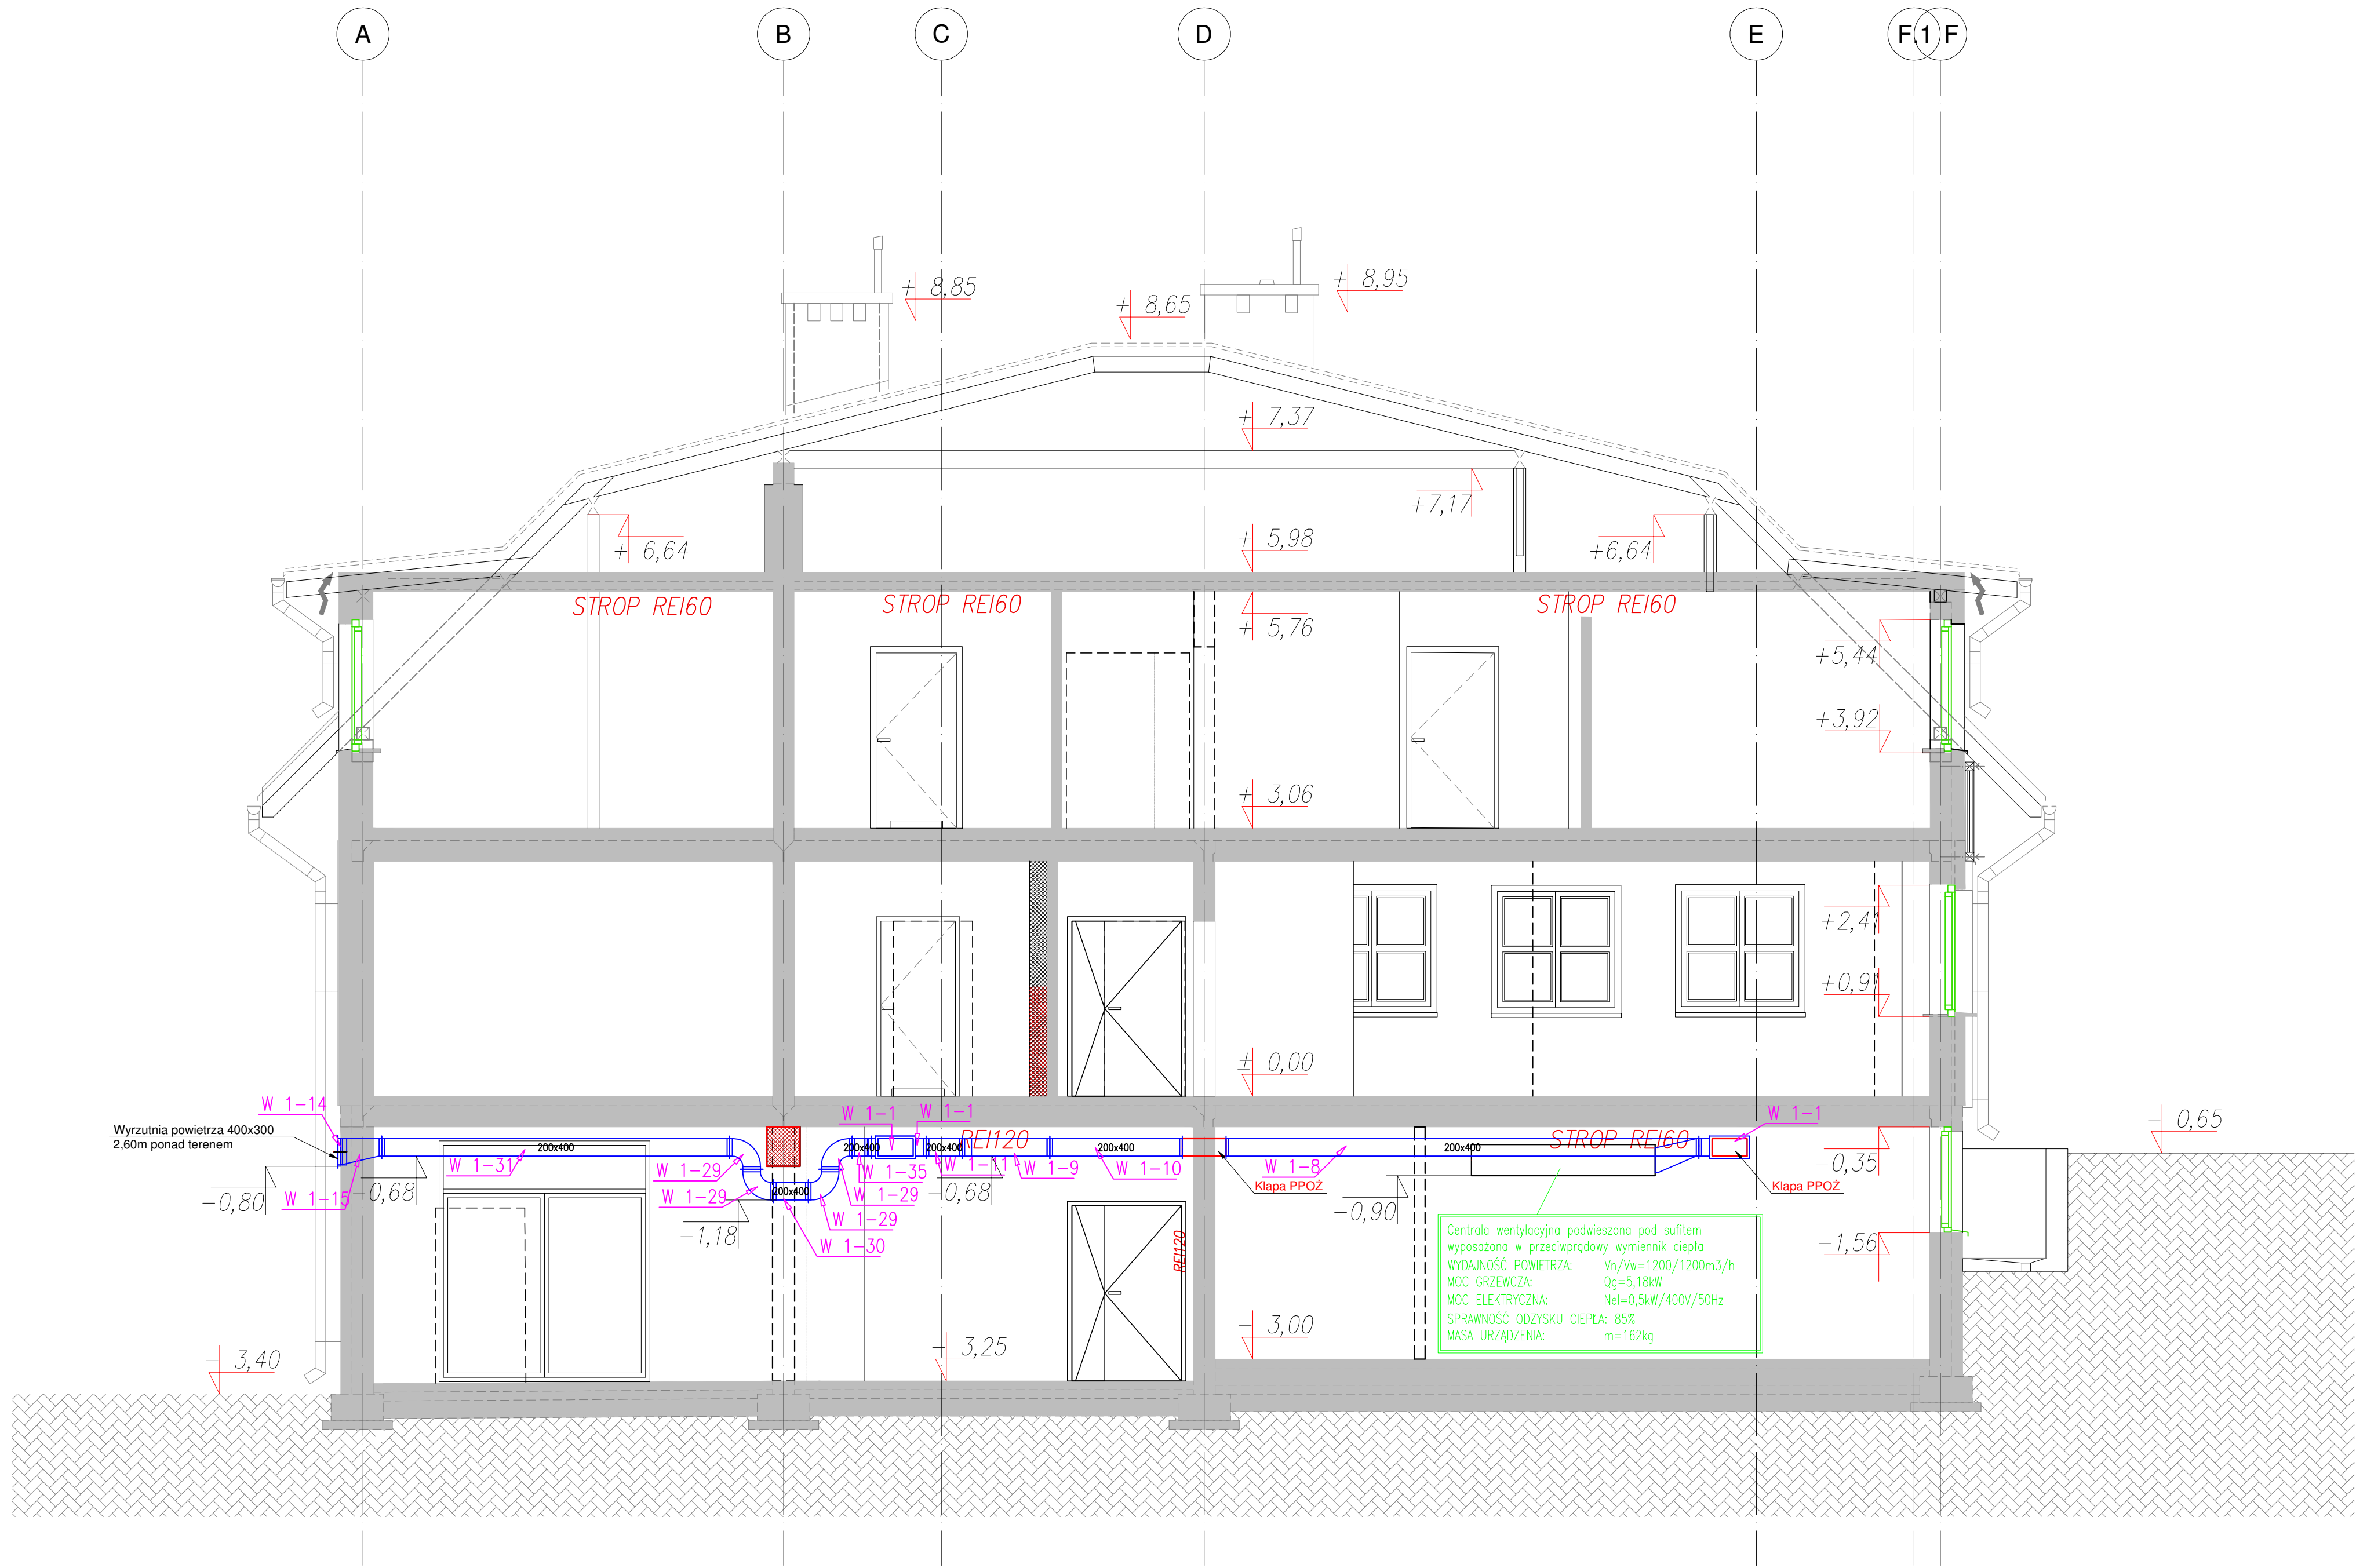 A
B
C
D
E
F.1
F
+ 8,85
+ 8,65
+ 8,95
+ 7,37
+7,17
+ 6,64
+ 5,98
+6,64
STROP REI60
STROP REI60
STROP REI60
+ 5,76
+5,44
+3,92
+ 3,06
+2,41
+0,91
± 0,00
W 1-14
W 1-1
W 1-1
W 1-1
- 0,65
Wyrzutnia powietrza 400x300
2,60m ponad terenem
200x400
200x400
200x400
REI120
200x400
200x400
STROP REI60
-0,35
W 1-31
W 1-29
W 1-35
W 1-11
W 1-9
W 1-10
W 1-8
-0,80
W 1-15
-0,68
W 1-29
200x400
W 1-29
-0,68
Klapa PPOŻ
Klapa PPOŻ
-0,90
-1,18
W 1-29
W 1-30
REI120
Centrala wentylacyjna podwieszona pod sufitem
wyposażona w przeciwprądowy wymiennik ciepła
WYDAJNOŚĆ POWIETRZA: Vn/Vw=1200/1200m3/h
MOC GRZEWCZA: Qg=5,18kW
MOC ELEKTRYCZNA: Nel=0,5kW/400V/50Hz
SPRAWNOŚĆ ODZYSKU CIEPŁA: 85%
MASA URZĄDZENIA: m=162kg
-1,56
- 3,00
- 3,25
- 3,40